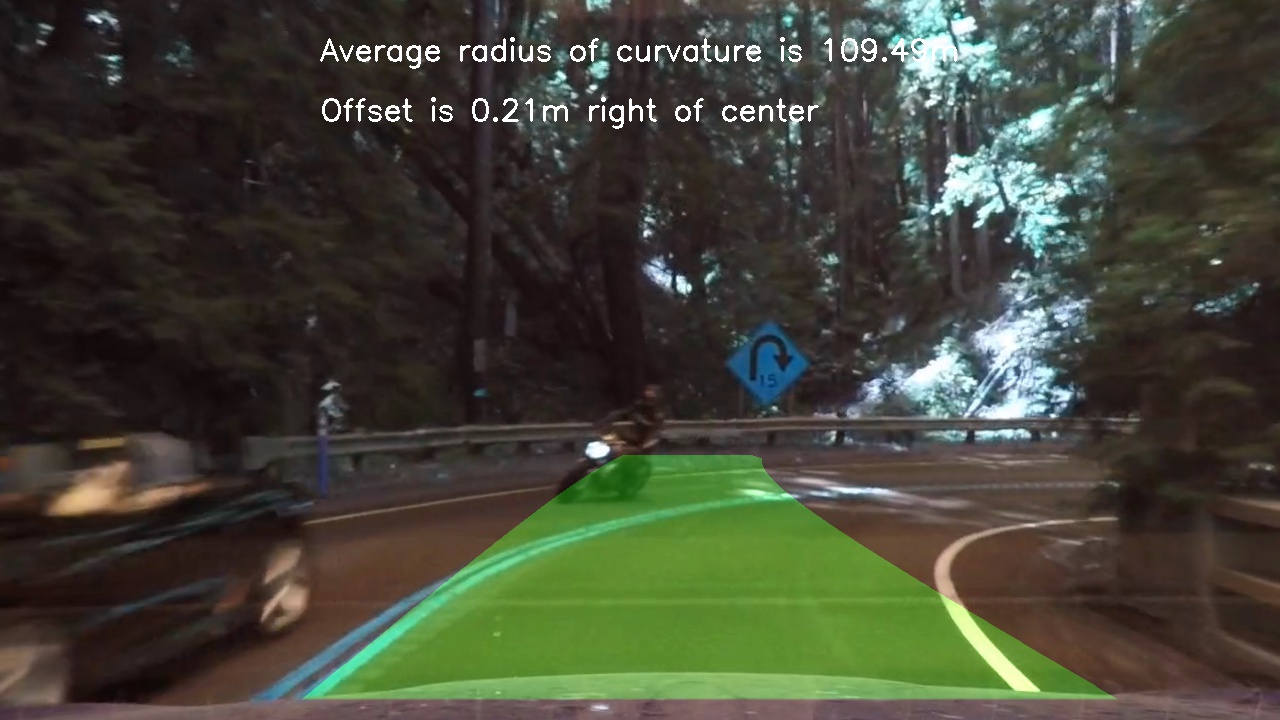 Average radius of curvature is 109.49m
Offset is 0.21m right of center
15